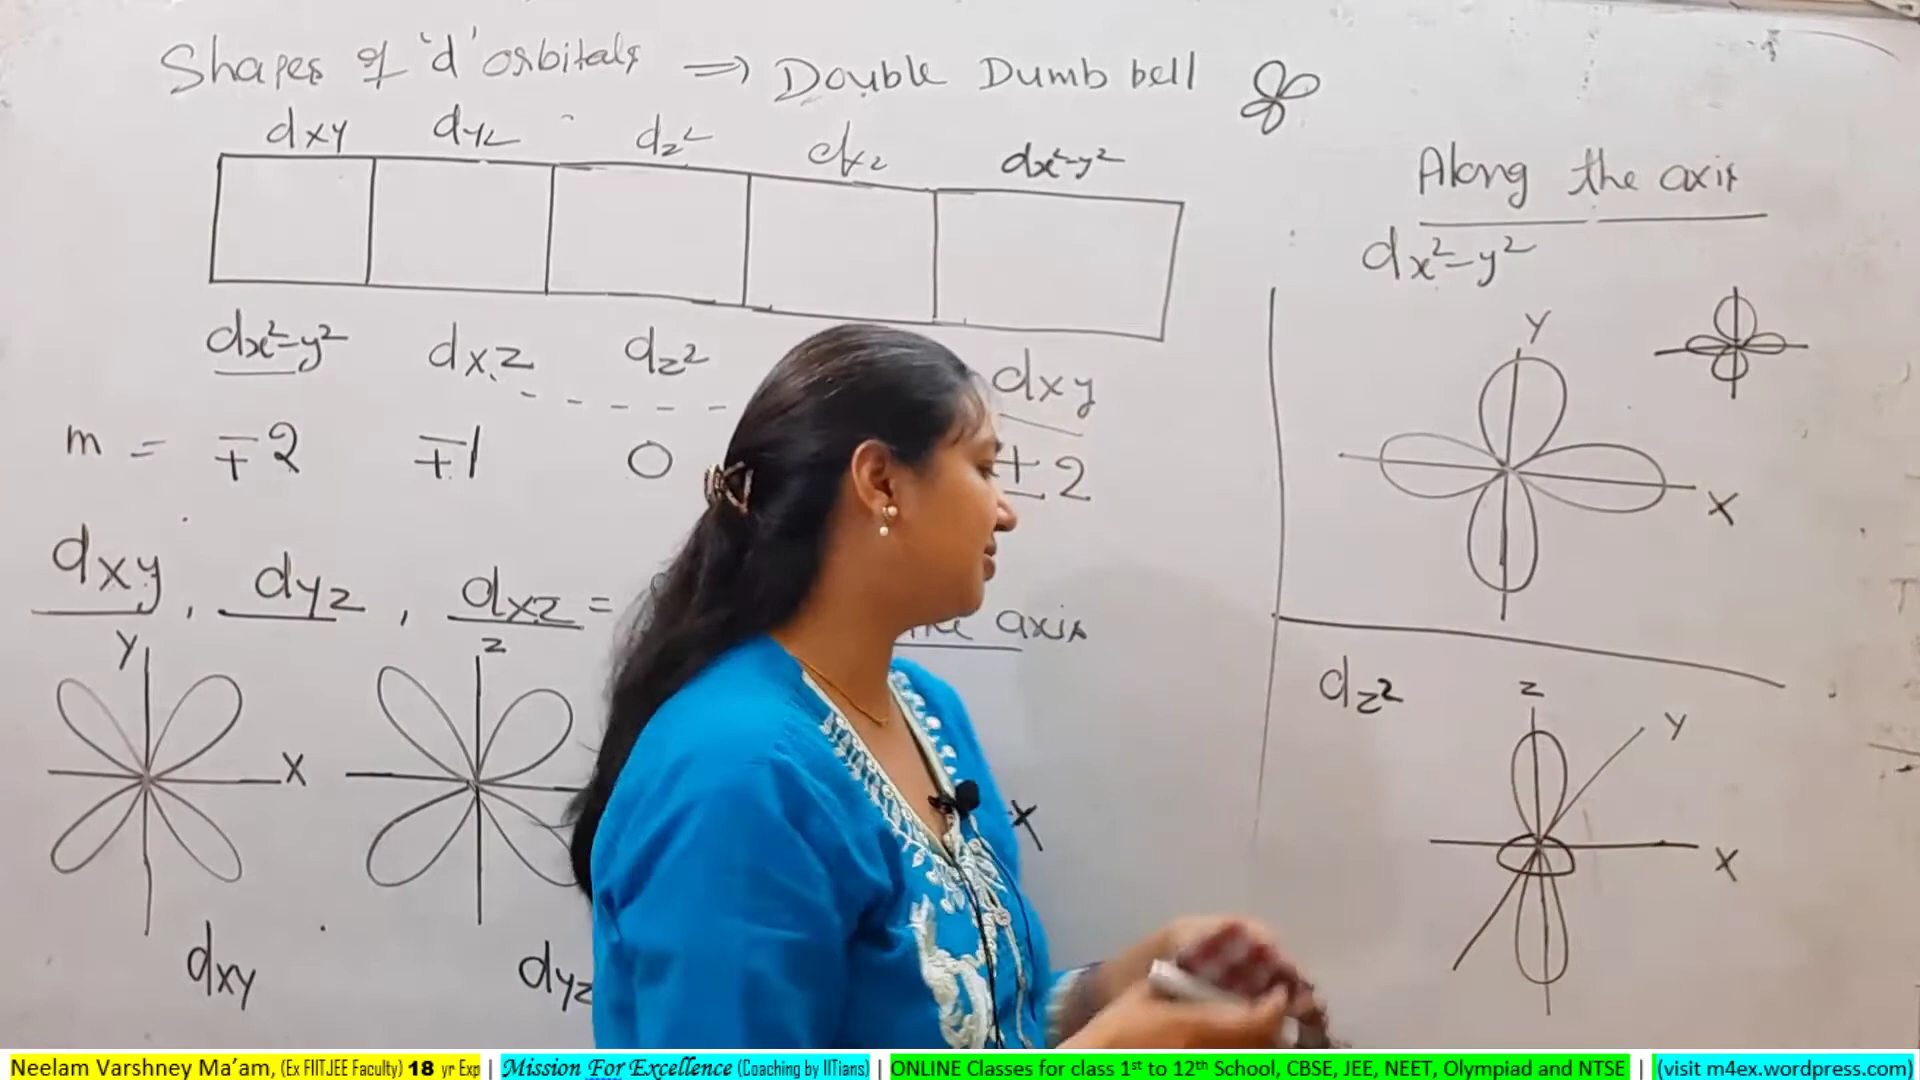 Shapes of 'd' orbitals ⇒ Double Dumb bell
dxy dyz dz² dxz dx²-y²
dx²-y² dxz dz² dxy
m = ∓2 ∓1 0 ±2
dxy, dyz, dxz =
axis
Y
X
dxy
Z
dyz
X
Along the axis
dx²-y²
Y
X
dz²
Z
Y
X
Neelam Varshney Ma'am, (Ex FIITJEE Faculty) 18 yr Exp | Mission For Excellence (Coaching by IITians) | ONLINE Classes for class 1st to 12th School, CBSE, JEE, NEET, Olympiad and NTSE | (visit m4ex.wordpress.com)